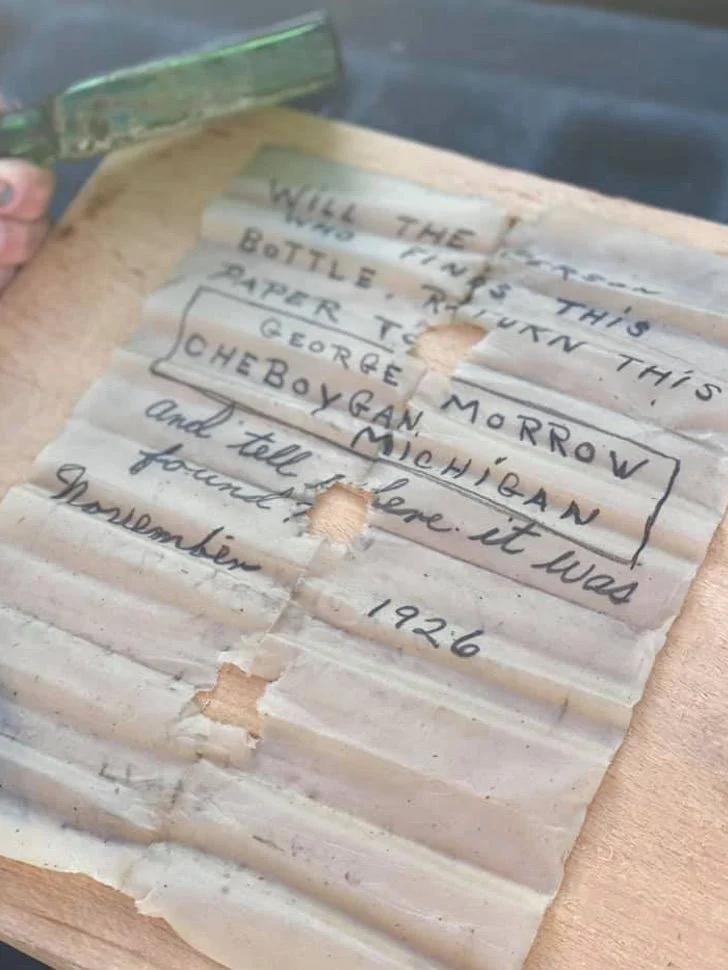 WILL THE PERSON
WHO FINDS THIS
BOTTLE. RETURN THIS
PAPER TO
GEORGE MORROW
CHEBOYGAN, MICHIGAN
and tell where it was
found?
November 1926